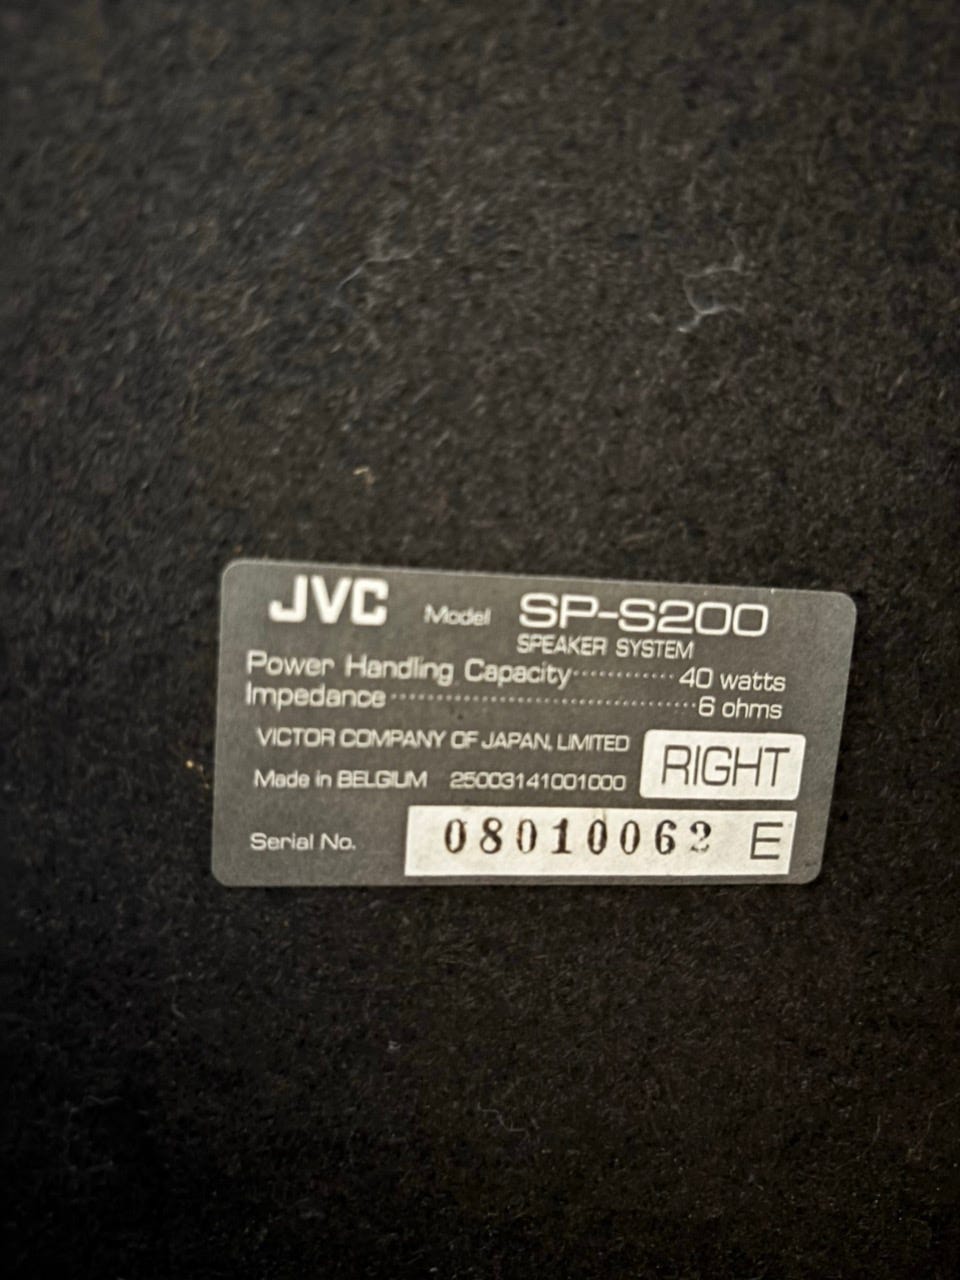 JVC Model SP-S200
SPEAKER SYSTEM
Power Handling Capacity ············ 40 watts
Impedance ································ 6 ohms
VICTOR COMPANY OF JAPAN, LIMITED
RIGHT
Made in BELGIUM 25003141001000
Serial No. 08010062 E